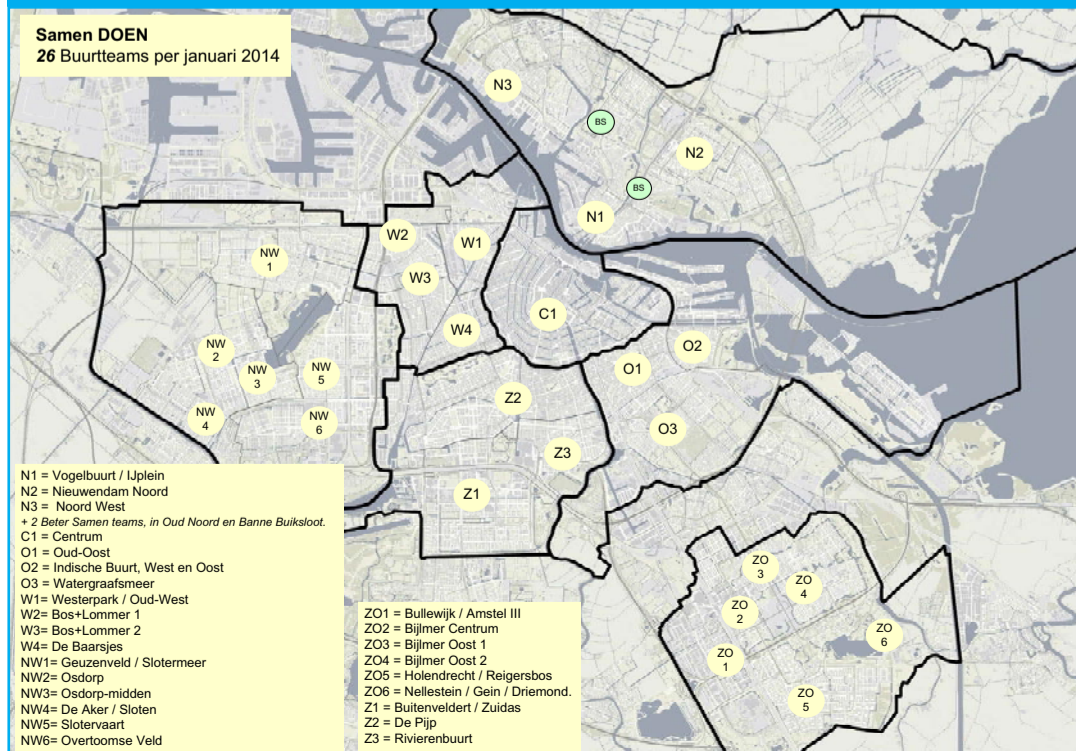 Samen DOEN
26 Buurtteams per januari 2014
N3
BS
N2
BS
N1
W2
W1
NW
1
W3
C1
W4
O2
NW
2
O1
NW
3
NW
5
Z2
NW
4
NW
6
O3
Z3
Z1
ZO
3
ZO
4
ZO
2
ZO
6
ZO
1
ZO
5
N1 = Vogelbuurt / IJplein
N2 = Nieuwendam Noord
N3 = Noord West
+ 2 Beter Samen teams, in Oud Noord en Banne Buiksloot.
C1 = Centrum
O1 = Oud-Oost
O2 = Indische Buurt, West en Oost
O3 = Watergraafsmeer
W1= Westerpark / Oud-West
W2= Bos+Lommer 1
W3= Bos+Lommer 2
W4= De Baarsjes
NW1= Geuzenveld / Slotermeer
NW2= Osdorp
NW3= Osdorp-midden
NW4= De Aker / Sloten
NW5= Slotervaart
NW6= Overtoomse Veld
ZO1 = Bullewijk / Amstel III
ZO2 = Bijlmer Centrum
ZO3 = Bijlmer Oost 1
ZO4 = Bijlmer Oost 2
ZO5 = Holendrecht / Reigersbos
ZO6 = Nellestein / Gein / Driemond.
Z1 = Buitenveldert / Zuidas
Z2 = De Pijp
Z3 = Rivierenbuurt